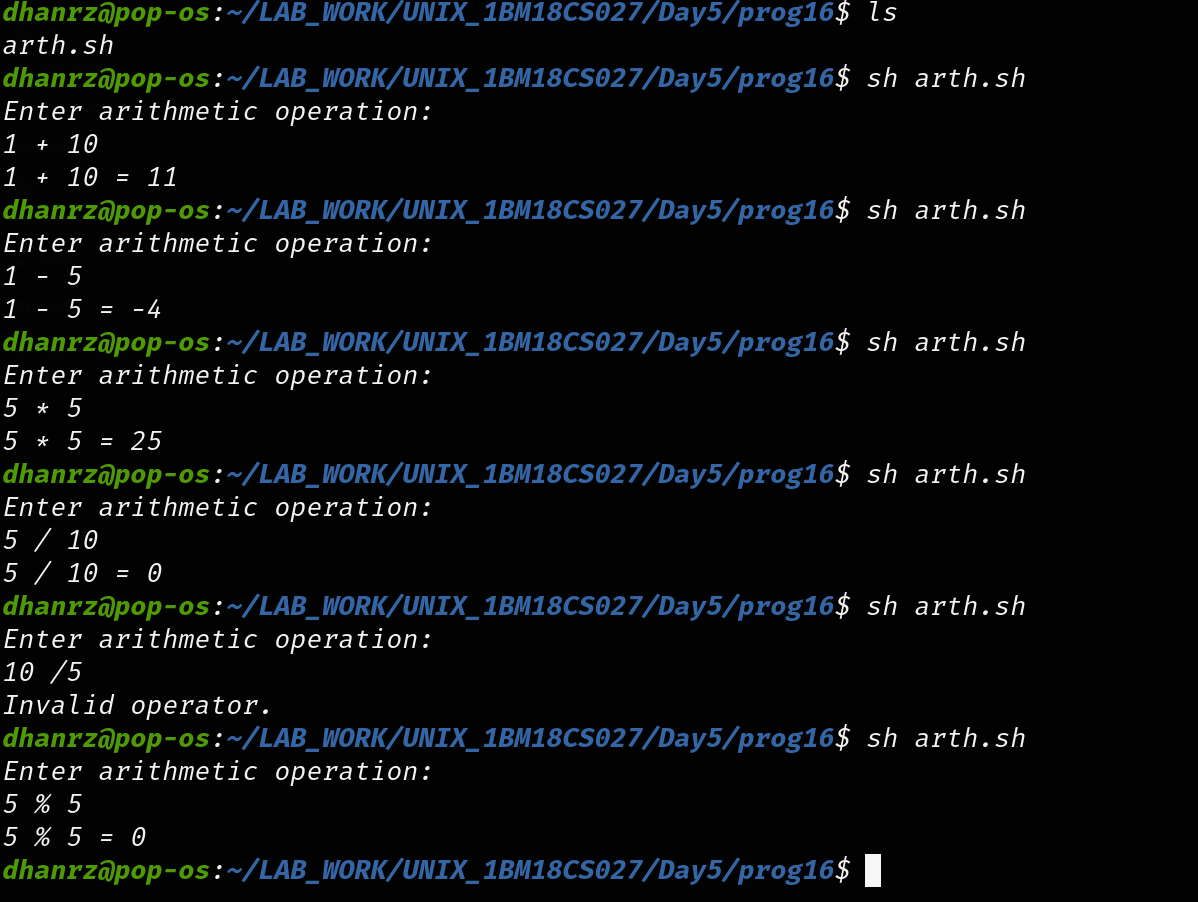 dhanrz@pop-os:~/LAB_WORK/UNIX_1BM18CS027/Day5/prog16$ ls
arth.sh
dhanrz@pop-os:~/LAB_WORK/UNIX_1BM18CS027/Day5/prog16$ sh arth.sh
Enter arithmetic operation:
1 + 10
1 + 10 = 11
dhanrz@pop-os:~/LAB_WORK/UNIX_1BM18CS027/Day5/prog16$ sh arth.sh
Enter arithmetic operation:
1 - 5
1 - 5 = -4
dhanrz@pop-os:~/LAB_WORK/UNIX_1BM18CS027/Day5/prog16$ sh arth.sh
Enter arithmetic operation:
5 * 5
5 * 5 = 25
dhanrz@pop-os:~/LAB_WORK/UNIX_1BM18CS027/Day5/prog16$ sh arth.sh
Enter arithmetic operation:
5 / 10
5 / 10 = 0
dhanrz@pop-os:~/LAB_WORK/UNIX_1BM18CS027/Day5/prog16$ sh arth.sh
Enter arithmetic operation:
10 /5
Invalid operator.
dhanrz@pop-os:~/LAB_WORK/UNIX_1BM18CS027/Day5/prog16$ sh arth.sh
Enter arithmetic operation:
5 % 5
5 % 5 = 0
dhanrz@pop-os:~/LAB_WORK/UNIX_1BM18CS027/Day5/prog16$